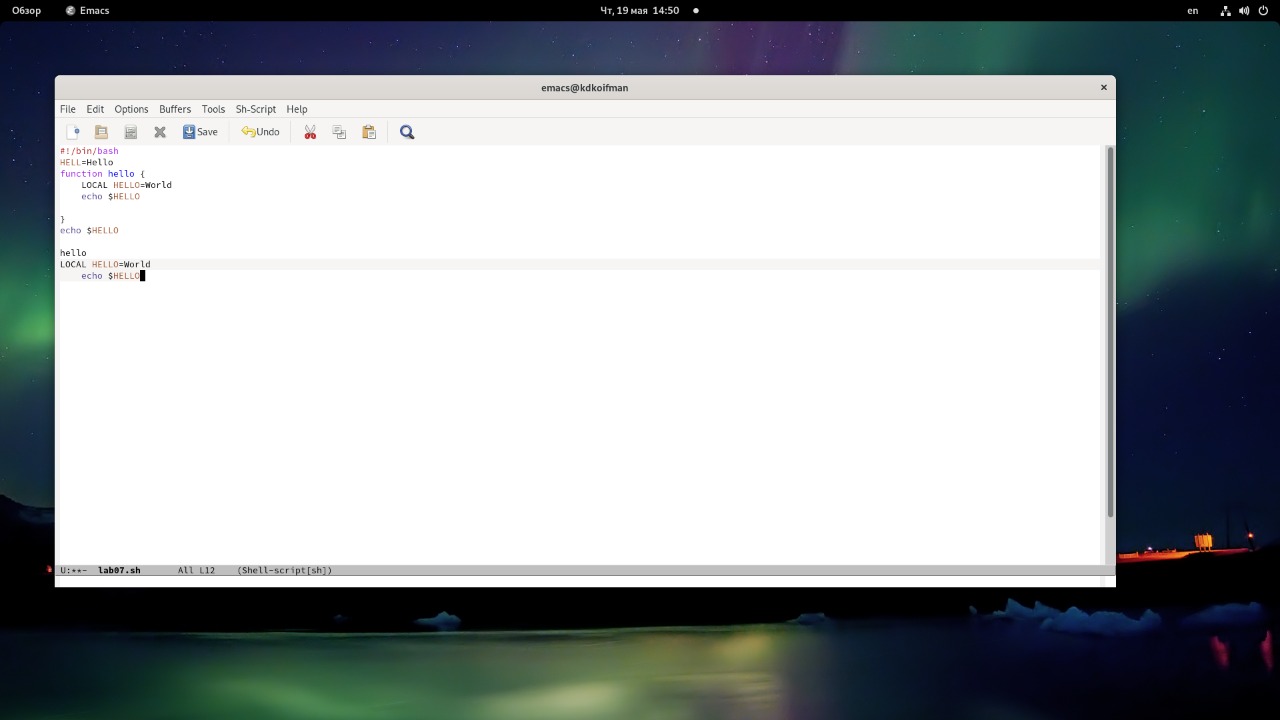 Обзор Emacs Чт, 19 мая 14:50 en
emacs@kdkoifman
File Edit Options Buffers Tools Sh-Script Help
Save Undo
#!/bin/bash
HELL=Hello
function hello {
    LOCAL HELLO=World
    echo $HELLO
}
echo $HELLO
hello
LOCAL HELLO=World
    echo $HELLO
U:**- lab07.sh All L12 (Shell-script[sh])